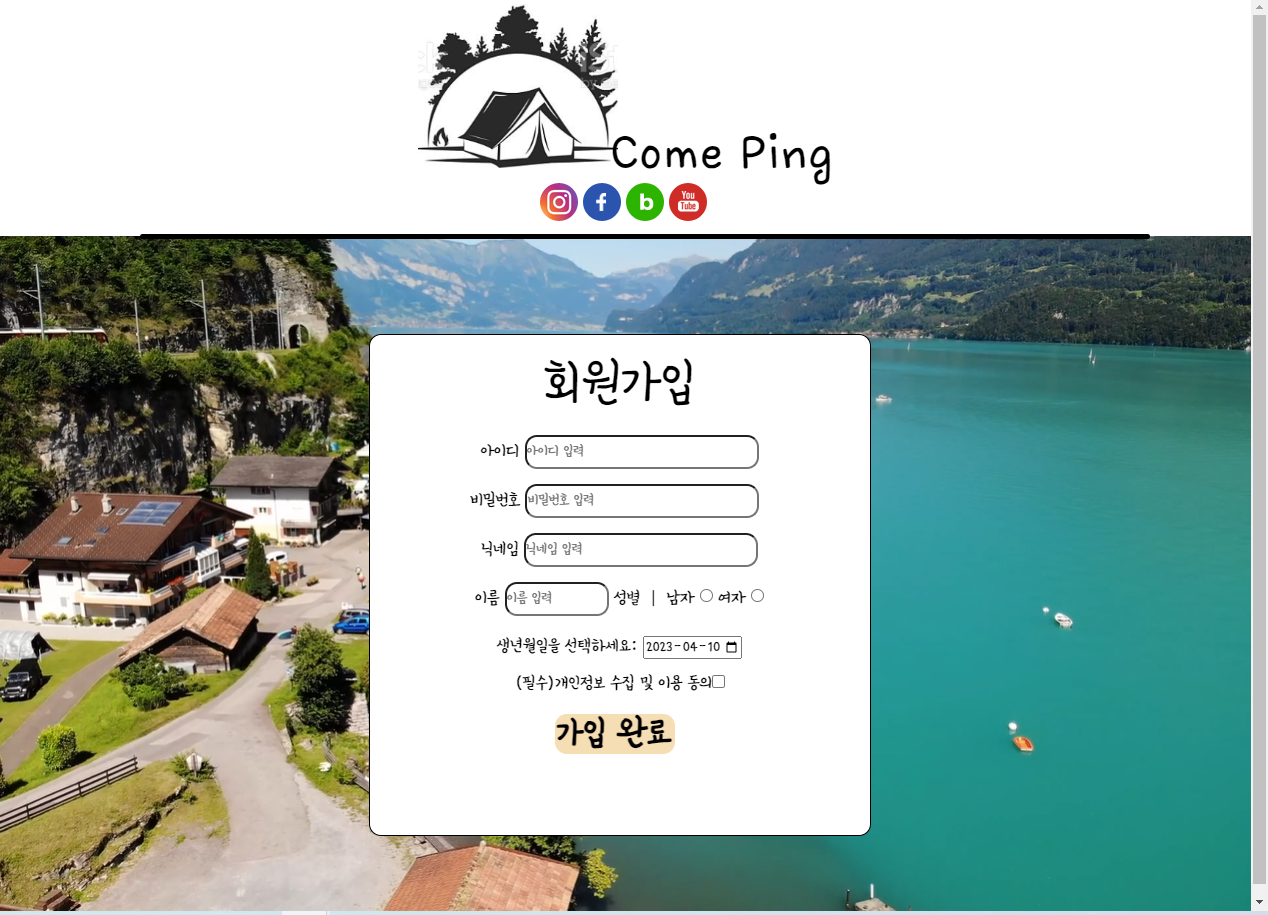 Come Ping
f b You Tube
회원가입
아이디 아이디 입력
비밀번호 비밀번호 입력
닉네임 닉네임 입력
이름 이름 입력 성별 | 남자 여자
생년월일을 선택하세요: 2023-04-10
(필수)개인정보 수집 및 이용 동의
가입 완료